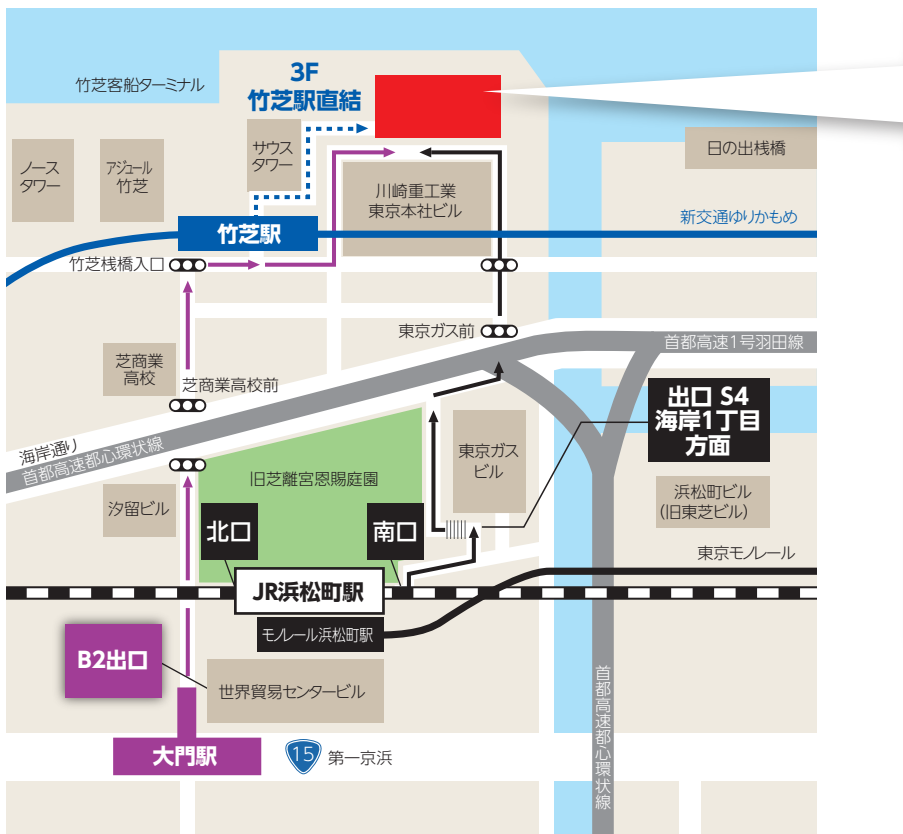 竹芝客船ターミナル
3F
竹芝駅直結
サウス
タワー
ノース
タワー
アジュール
竹芝
日の出桟橋
川崎重工業
東京本社ビル
新交通ゆりかもめ
竹芝駅
竹芝桟橋入口
東京ガス前
首都高速1号羽田線
芝商業
高校
芝商業高校前
出口 S4
海岸1丁目
方面
海岸通り
首都高速都心環状線
東京ガス
ビル
旧芝離宮恩賜庭園
汐留ビル
浜松町ビル
(旧東芝ビル)
北口
南口
東京モノレール
JR浜松町駅
モノレール浜松町駅
B2出口
世界貿易センタービル
首都高速都心環状線
大門駅
15
第一京浜